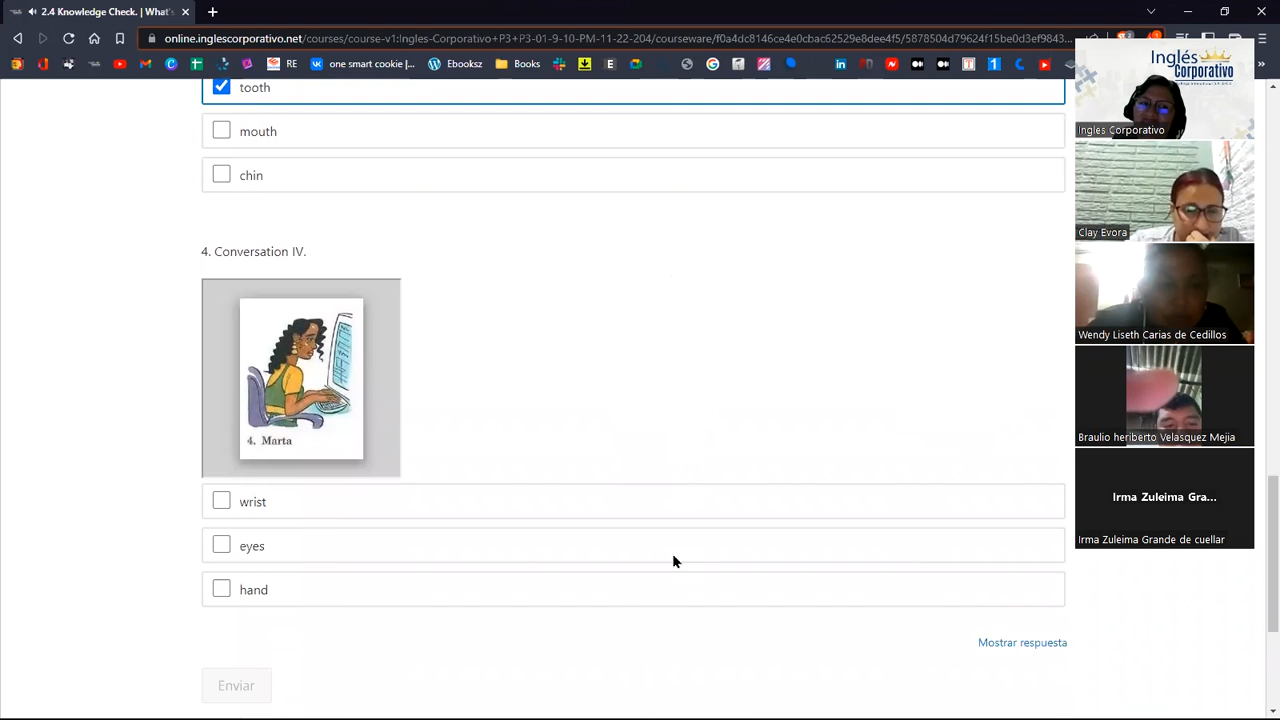 2.4 Knowledge Check. | What's
online.inglescorporativo.net/courses/course-v1:Ingles-Corporativo+P3+P3-01-9-10-PM-11-22-204/courseware/f0a4dc8146ce4e0cbac5252e8dee4f5/5878504d79624f15be0d3ef9843...
RE
one smart cookie |...
Ebooks
Ebooks
tooth
mouth
chin
4. Conversation IV.
4. Marta
wrist
eyes
hand
Mostrar respuesta
Enviar
Inglés
Corporativo
Ingles Corporativo
Clay Evora
Wendy Liseth Carias de Cedillos
Braulio heriberto Velasquez Mejia
Irma Zuleima Gra...
Irma Zuleima Grande de cuellar